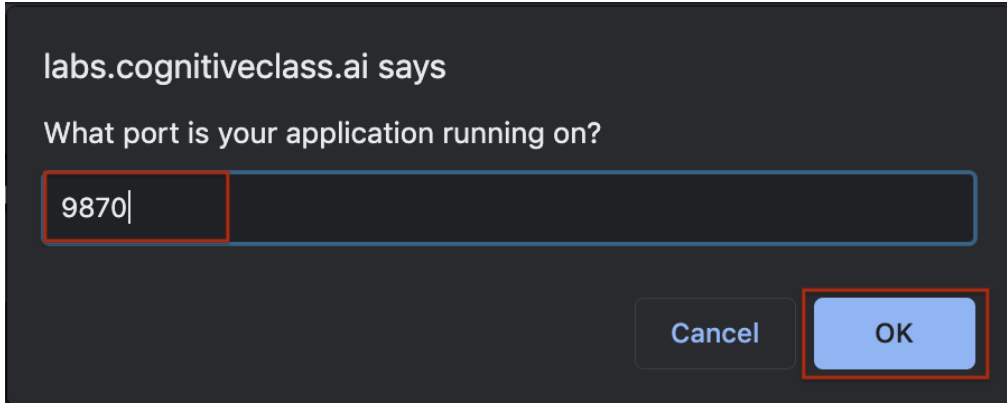 labs.cognitiveclass.ai says
What port is your application running on?
9870
Cancel
OK